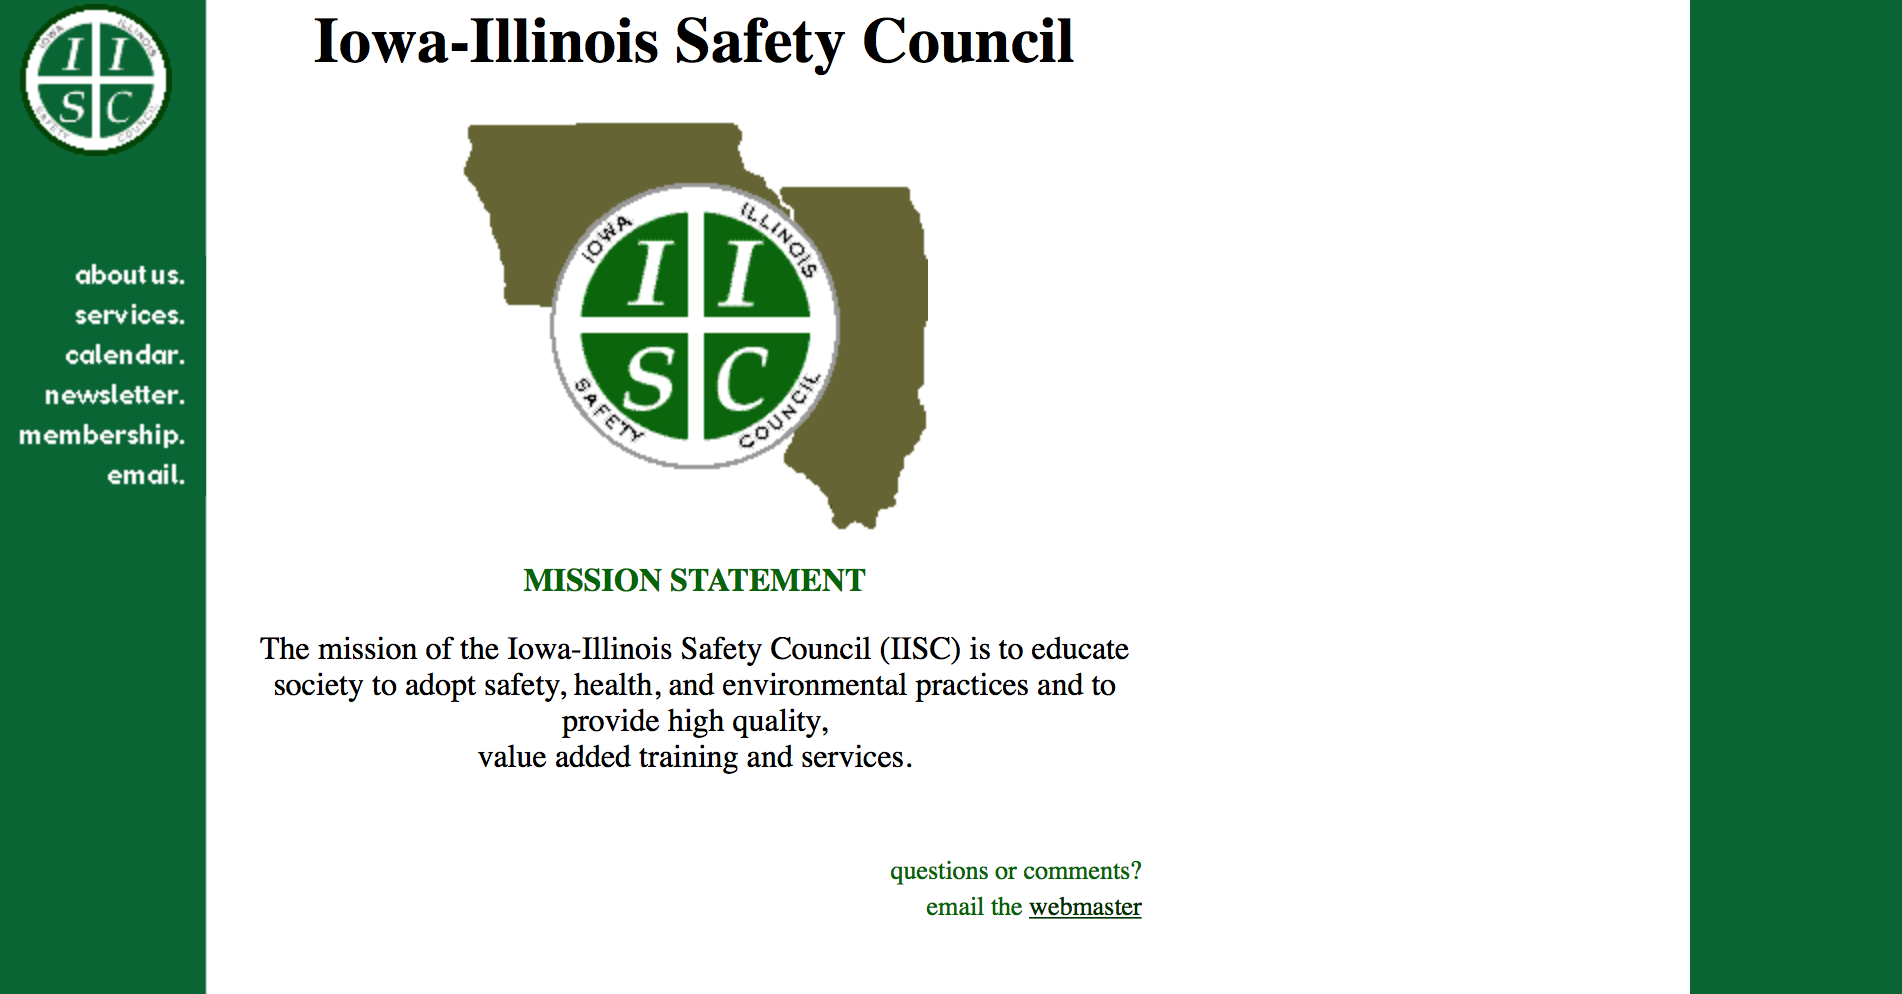 IOWA ILLINOIS
I I
S C
SAFETY COUNCIL
about us.
services.
calendar.
newsletter.
membership.
email.
Iowa-Illinois Safety Council
IOWA ILLINOIS
I I
S C
SAFETY COUNCIL
MISSION STATEMENT
The mission of the Iowa-Illinois Safety Council (IISC) is to educate
society to adopt safety, health, and environmental practices and to
provide high quality,
value added training and services.
questions or comments?
email the webmaster